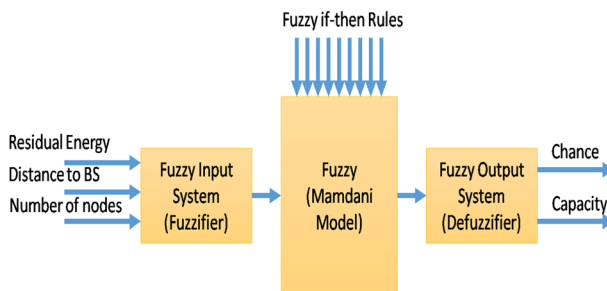 Fuzzy if-then Rules
Residual Energy
Distance to BS
Number of nodes
Fuzzy Input
System
(Fuzzifier)
Fuzzy
(Mamdani
Model)
Fuzzy Output
System
(Defuzzifier)
Chance
Capacity